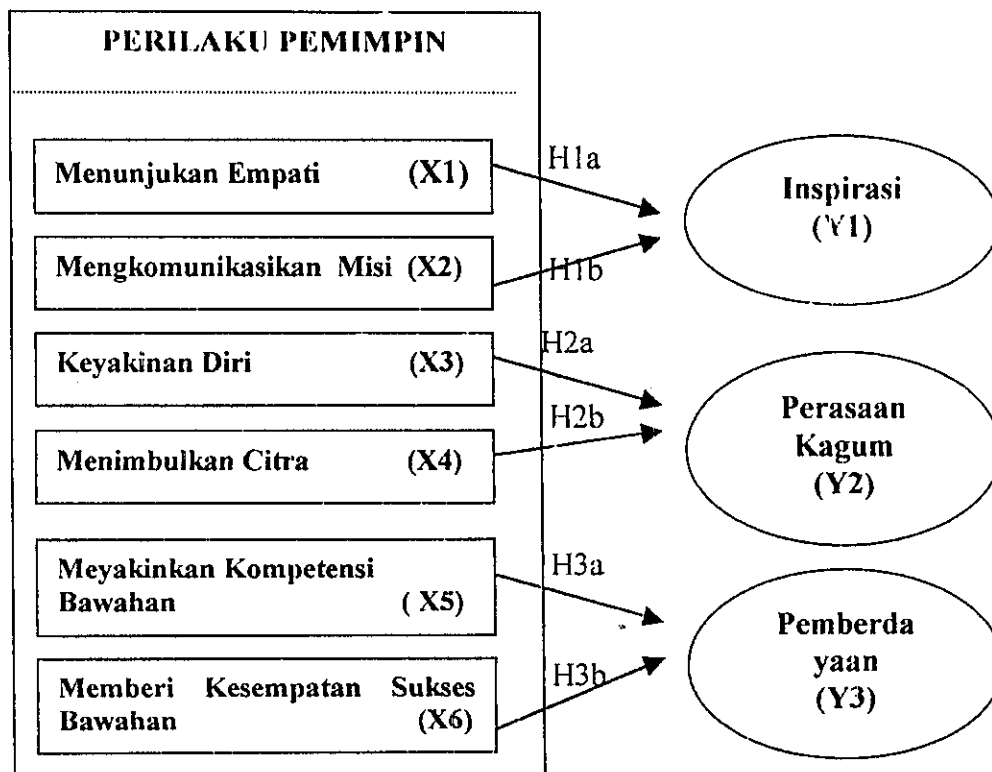 PERILAKU PEMIMPIN
Menunjukan Empati (X1)
H1a
Inspirasi
(Y1)
Mengkomunikasikan Misi (X2)
H1b
Keyakinan Diri (X3)
H2a
Perasaan
Kagum
(Y2)
Menimbulkan Citra (X4)
H2b
Meyakinkan Kompetensi
Bawahan ( X5)
H3a
Pemberda
yaan
(Y3)
Memberi Kesempatan Sukses
Bawahan (X6)
H3b